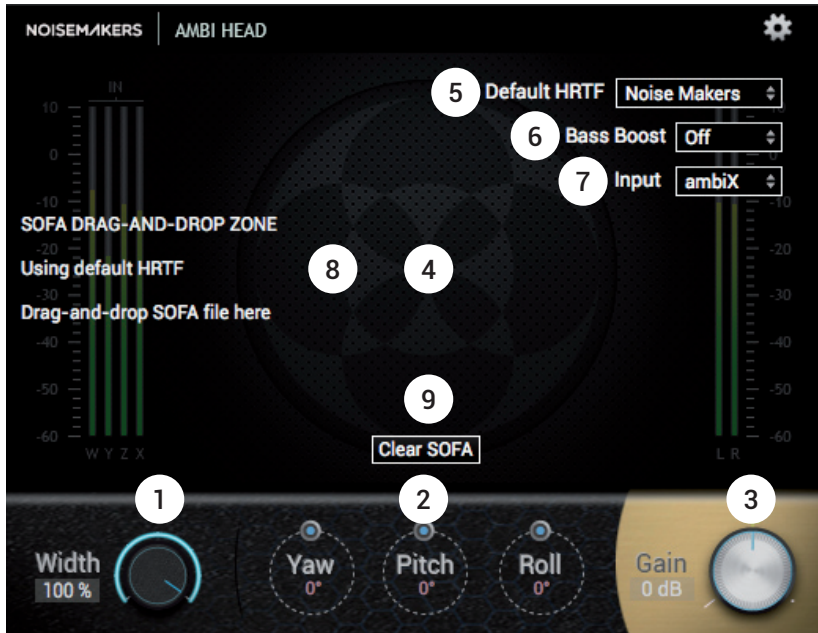 NOISEMAKERS AMBI HEAD
5 Default HRTF Noise Makers
6 Bass Boost Off
7 Input ambiX
IN
10
0
-10
-20
-30
-40
-50
-60
W Y Z X
SOFA DRAG-AND-DROP ZONE
Using default HRTF
Drag-and-drop SOFA file here
8 4
9
Clear SOFA
-10
0
-10
-20
-30
-40
-50
-60
L R
1 2 3
Width
100 %
Yaw
0°
Pitch
0°
Roll
0°
Gain
0 dB